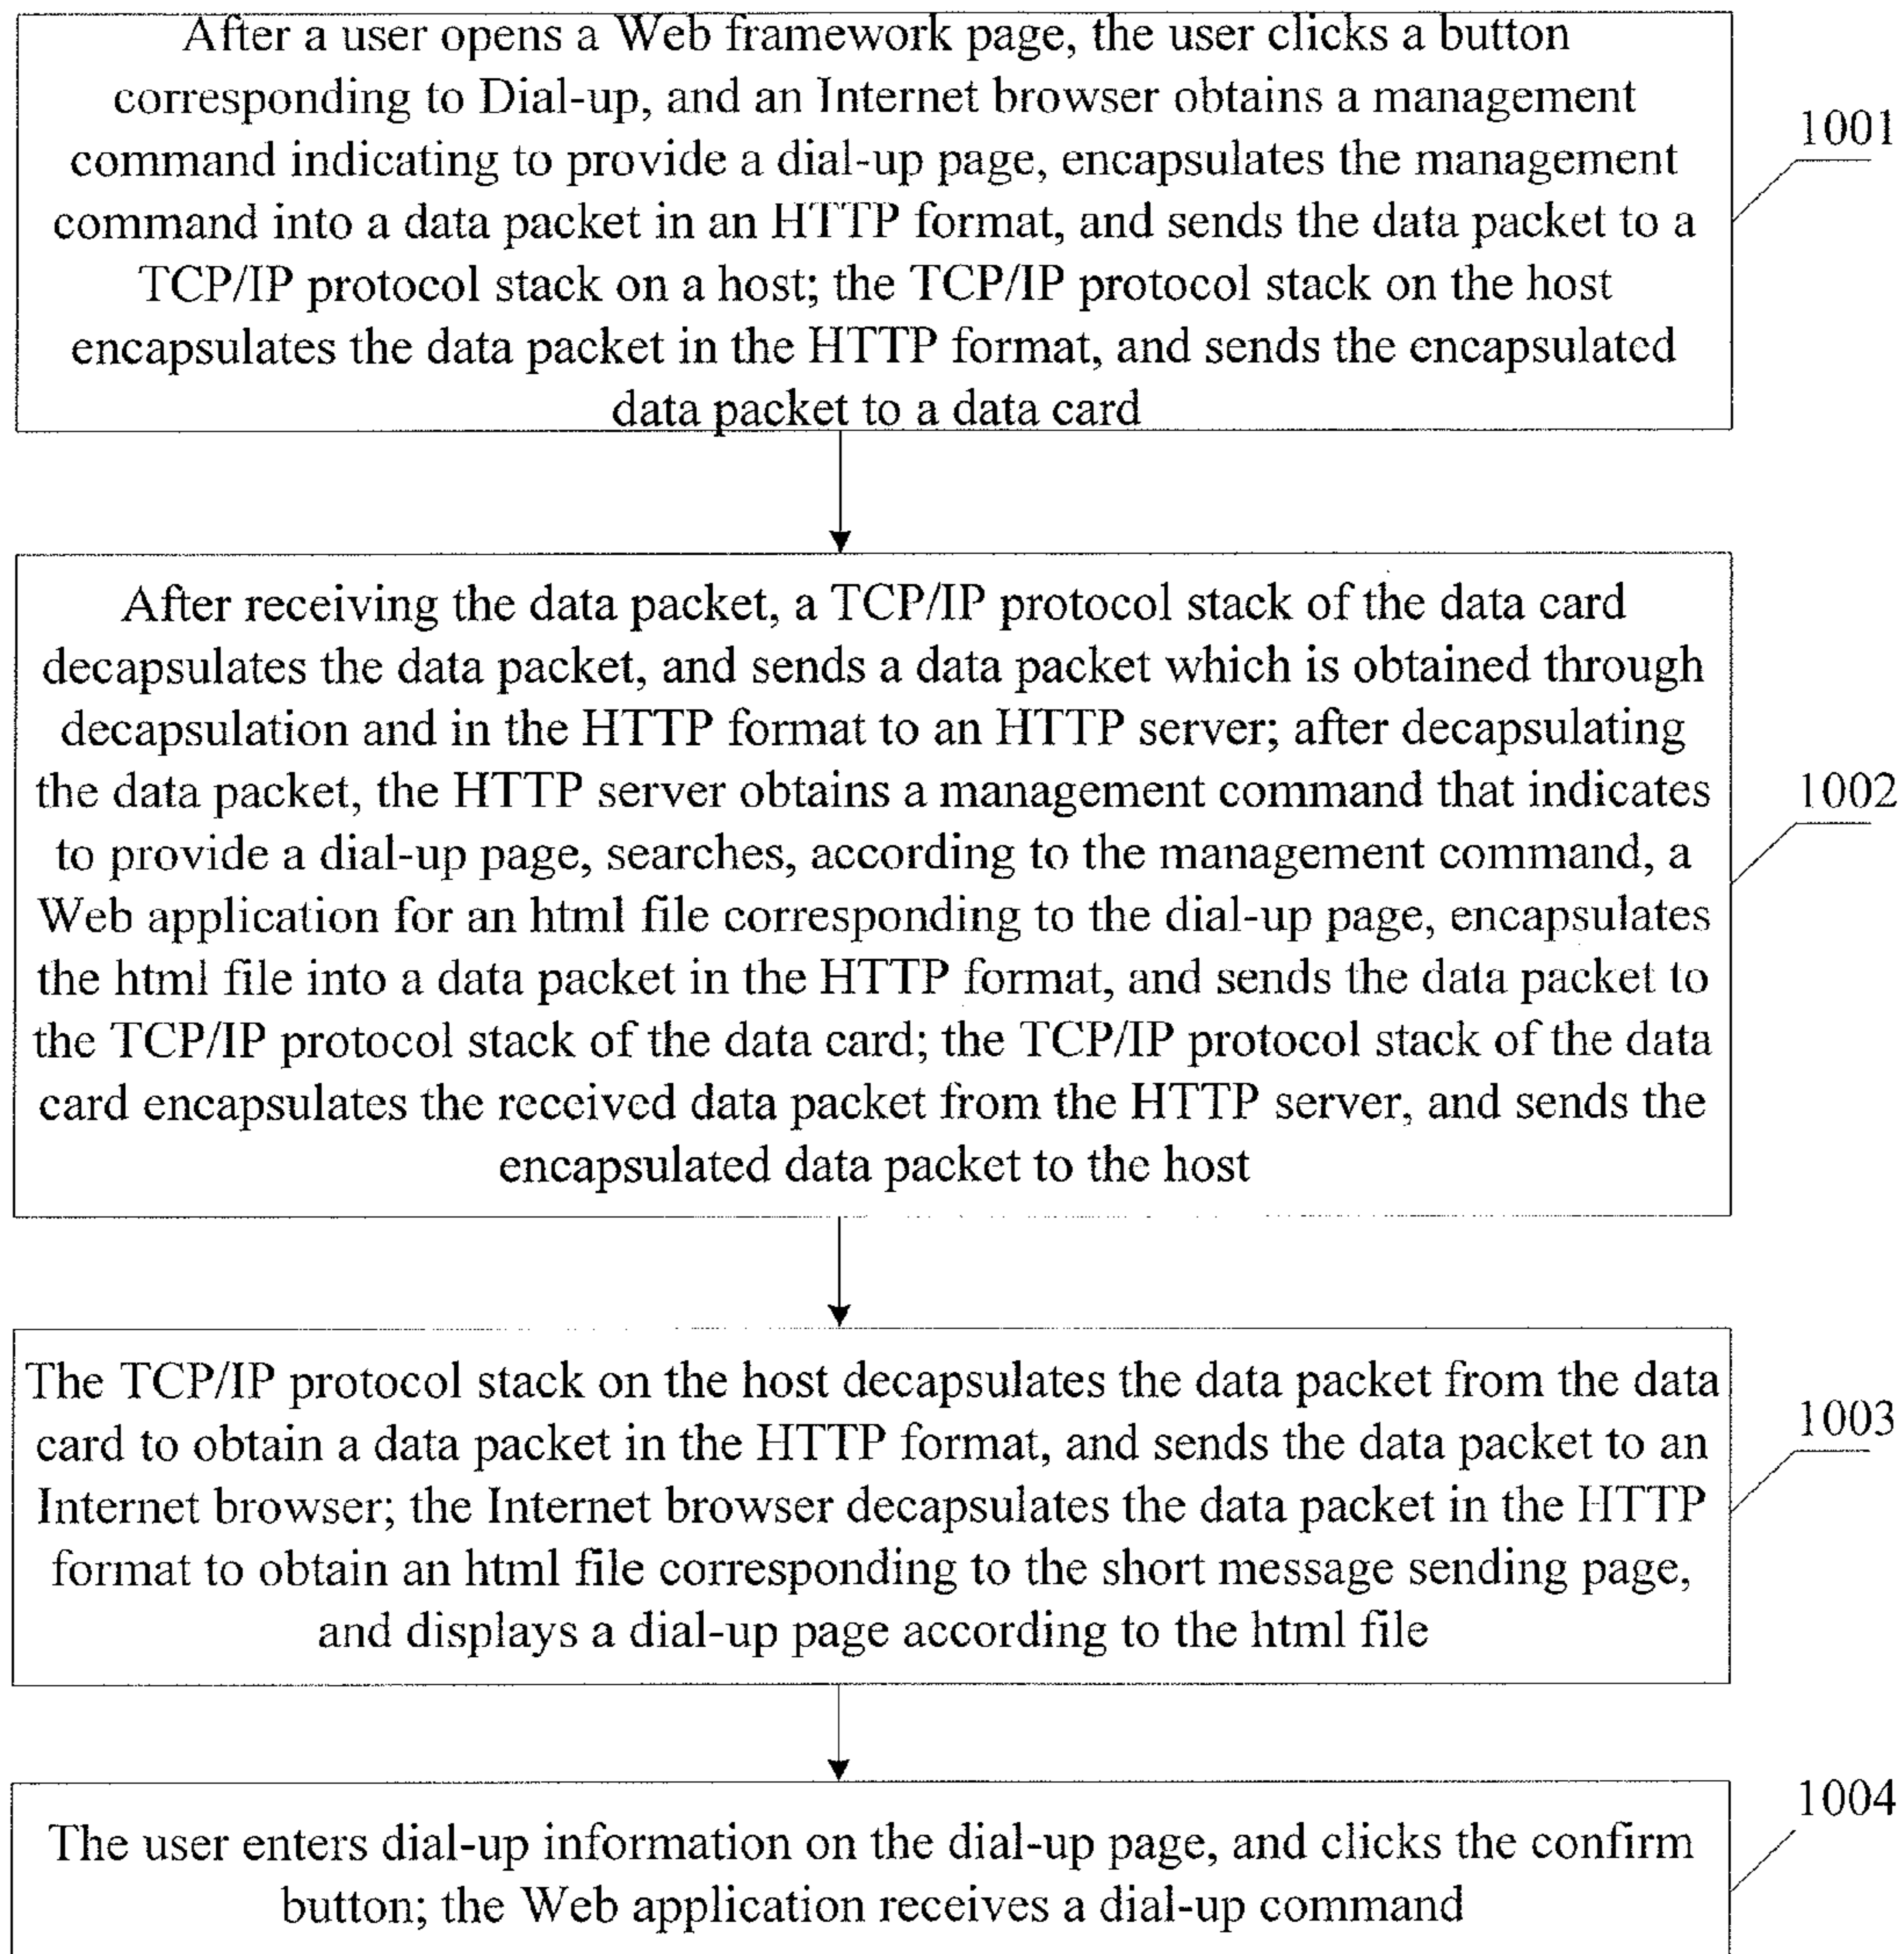 After a user opens a Web framework page, the user clicks a button
corresponding to Dial-up, and an Internet browser obtains a management
command indicating to provide a dial-up page, encapsulates the management
command into a data packet in an HTTP format, and sends the data packet to a
TCP/IP protocol stack on a host; the TCP/IP protocol stack on the host
encapsulates the data packet in the HTTP format, and sends the encapsulated
data packet to a data card
1001
After receiving the data packet, a TCP/IP protocol stack of the data card
decapsulates the data packet, and sends a data packet which is obtained through
decapsulation and in the HTTP format to an HTTP server; after decapsulating
the data packet, the HTTP server obtains a management command that indicates
to provide a dial-up page, searches, according to the management command, a
Web application for an html file corresponding to the dial-up page, encapsulates
the html file into a data packet in the HTTP format, and sends the data packet to
the TCP/IP protocol stack of the data card; the TCP/IP protocol stack of the data
card encapsulates the received data packet from the HTTP server, and sends the
encapsulated data packet to the host
1002
The TCP/IP protocol stack on the host decapsulates the data packet from the data
card to obtain a data packet in the HTTP format, and sends the data packet to an
Internet browser; the Internet browser decapsulates the data packet in the HTTP
format to obtain an html file corresponding to the short message sending page,
and displays a dial-up page according to the html file
1003
The user enters dial-up information on the dial-up page, and clicks the confirm
button; the Web application receives a dial-up command
1004